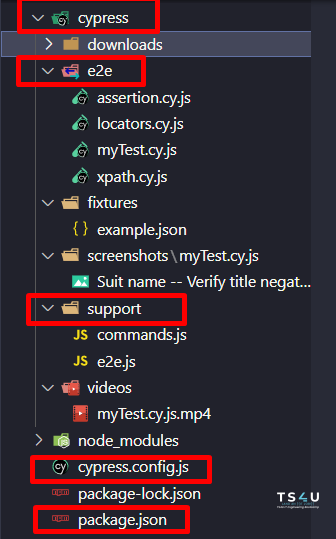 cypress
downloads
e2e
assertion.cy.js
locators.cy.js
myTest.cy.js
xpath.cy.js
fixtures
{ } example.json
screenshots\myTest.cy.js
Suit name -- Verify title negat...
support
JS commands.js
JS e2e.js
videos
myTest.cy.js.mp4
node_modules
cy cypress.config.js
package-lock.json
package.json
TS4U